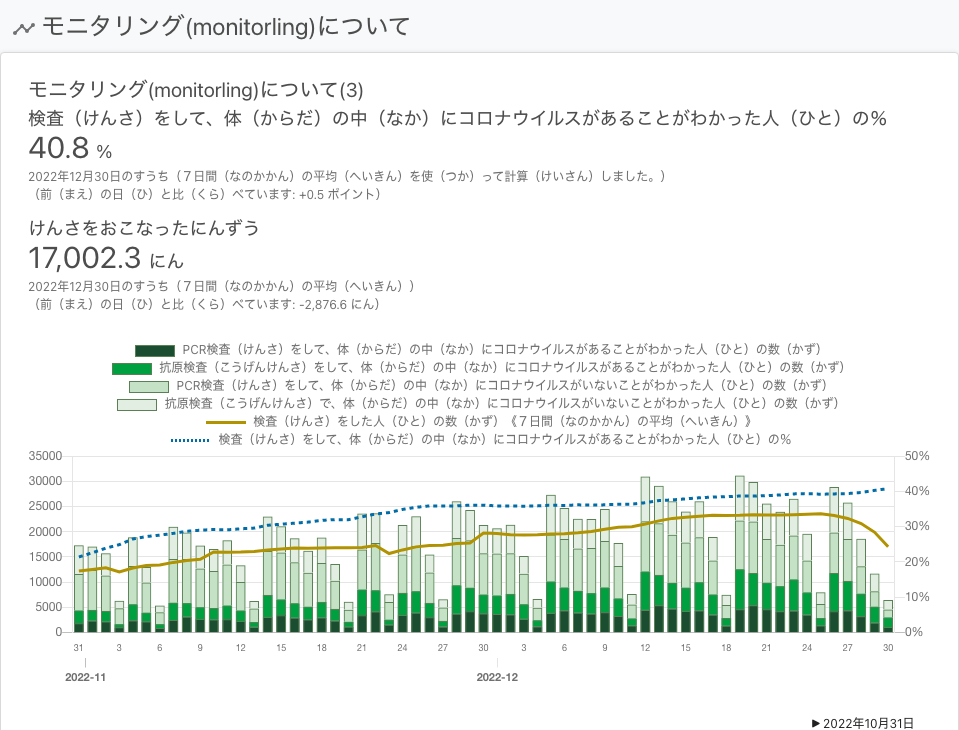 モニタリング(monitorling)について
モニタリング(monitorling)について(3)
検査（けんさ）をして、体（からだ）の中（なか）にコロナウイルスがあることがわかった人（ひと）の%
40.8 %
2022年12月30日のすうち（７日間（なのかかん）の平均（へいきん）を使（つか）って計算（けいさん）しました。）
（前（まえ）の日（ひ）と比（くら）べています: +0.5 ポイント）
けんさをおこなったにんずう
17,002.3 にん
2022年12月30日のすうち（７日間（なのかかん）の平均（へいきん））
（前（まえ）の日（ひ）と比（くら）べています: -2,876.6 にん）
PCR検査（けんさ）をして、体（からだ）の中（なか）にコロナウイルスがあることがわかった人（ひと）の数（かず）
抗原検査（こうげんけんさ）をして、体（からだ）の中（なか）にコロナウイルスがあることがわかった人（ひと）の数（かず）
PCR検査（けんさ）をして、体（からだ）の中（なか）にコロナウイルスがいないことがわかった人（ひと）の数（かず）
抗原検査（こうげんけんさ）で、体（からだ）の中（なか）にコロナウイルスがいないことがわかった人（ひと）の数（かず）
検査（けんさ）をした人（ひと）の数（かず）《７日間（なのかかん）の平均（へいきん）》
検査（けんさ）をして、体（からだ）の中（なか）にコロナウイルスがあることがわかった人（ひと）の%
35000 50%
30000 40%
25000
20000 30%
15000 20%
10000 10%
5000
0 0%
31 3 6 9 12 15 18 21 24 27 30 3 6 9 12 15 18 21 24 27 30
2022-11 2022-12
▶ 2022年10月31日